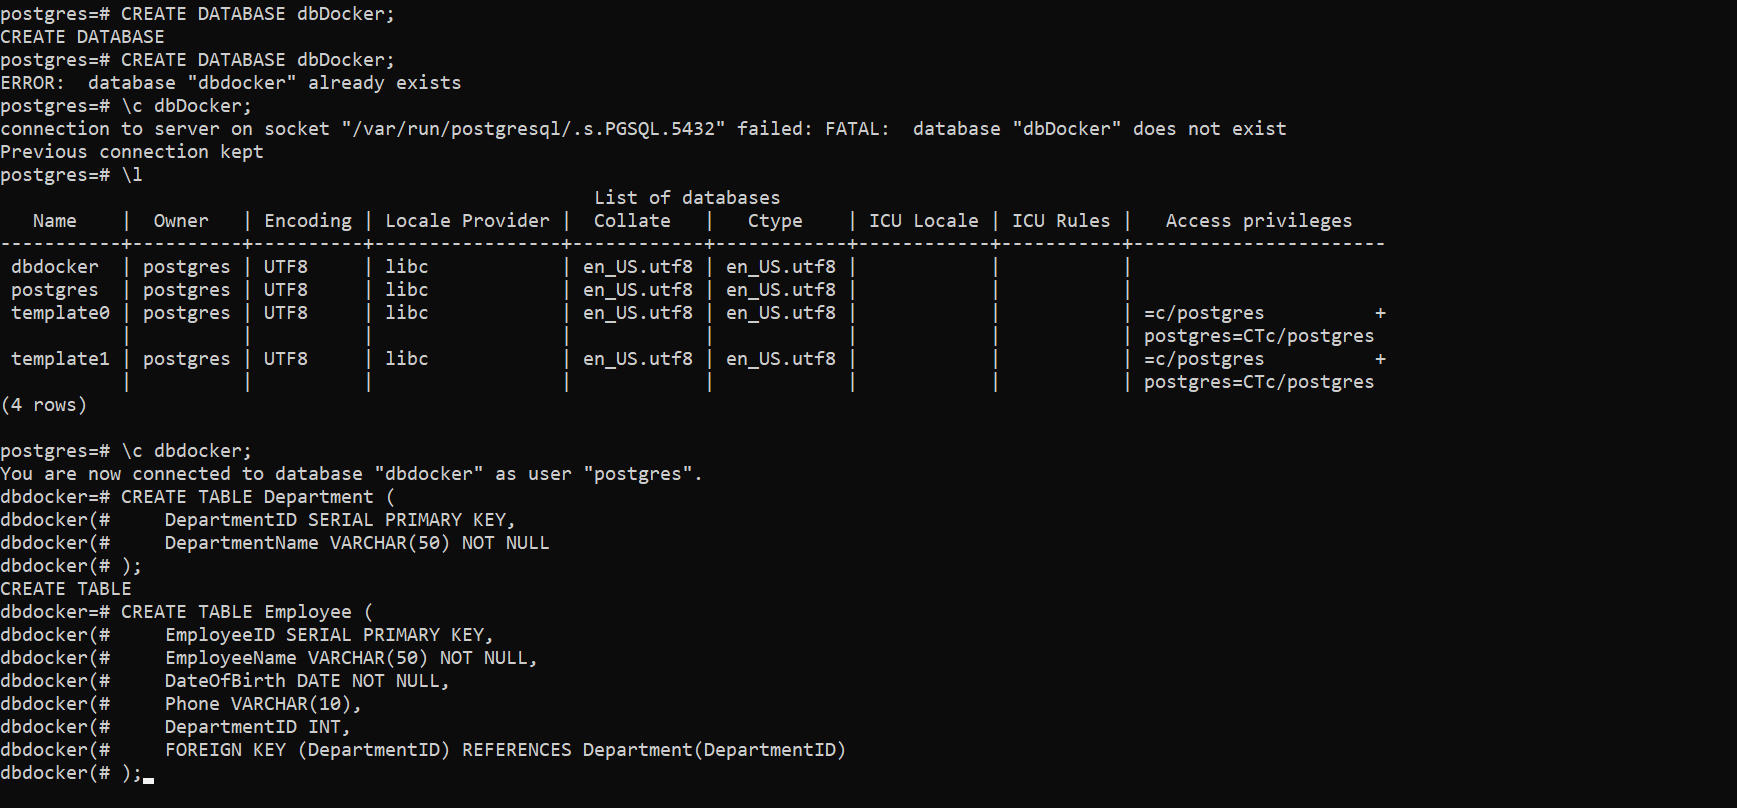 postgres=# CREATE DATABASE dbDocker;
CREATE DATABASE
postgres=# CREATE DATABASE dbDocker;
ERROR:  database "dbdocker" already exists
postgres=# \c dbDocker;
connection to server on socket "/var/run/postgresql/.s.PGSQL.5432" failed: FATAL:  database "dbDocker" does not exist
Previous connection kept
postgres=# \l
                                                      List of databases
   Name    |  Owner   | Encoding | Locale Provider |  Collate   |   Ctype    | ICU Locale | ICU Rules |   Access privileges
-----------+----------+----------+-----------------+------------+------------+------------+-----------+-----------------------
 dbdocker  | postgres | UTF8     | libc            | en_US.utf8 | en_US.utf8 |            |           |
 postgres  | postgres | UTF8     | libc            | en_US.utf8 | en_US.utf8 |            |           |
 template0 | postgres | UTF8     | libc            | en_US.utf8 | en_US.utf8 |            |           | =c/postgres          +
           |          |          |                 |            |            |            |           | postgres=CTc/postgres
 template1 | postgres | UTF8     | libc            | en_US.utf8 | en_US.utf8 |            |           | =c/postgres          +
           |          |          |                 |            |            |            |           | postgres=CTc/postgres
(4 rows)

postgres=# \c dbdocker;
You are now connected to database "dbdocker" as user "postgres".
dbdocker=# CREATE TABLE Department (
dbdocker(#     DepartmentID SERIAL PRIMARY KEY,
dbdocker(#     DepartmentName VARCHAR(50) NOT NULL
dbdocker(# );
CREATE TABLE
dbdocker=# CREATE TABLE Employee (
dbdocker(#     EmployeeID SERIAL PRIMARY KEY,
dbdocker(#     EmployeeName VARCHAR(50) NOT NULL,
dbdocker(#     DateOfBirth DATE NOT NULL,
dbdocker(#     Phone VARCHAR(10),
dbdocker(#     DepartmentID INT,
dbdocker(#     FOREIGN KEY (DepartmentID) REFERENCES Department(DepartmentID)
dbdocker(# );